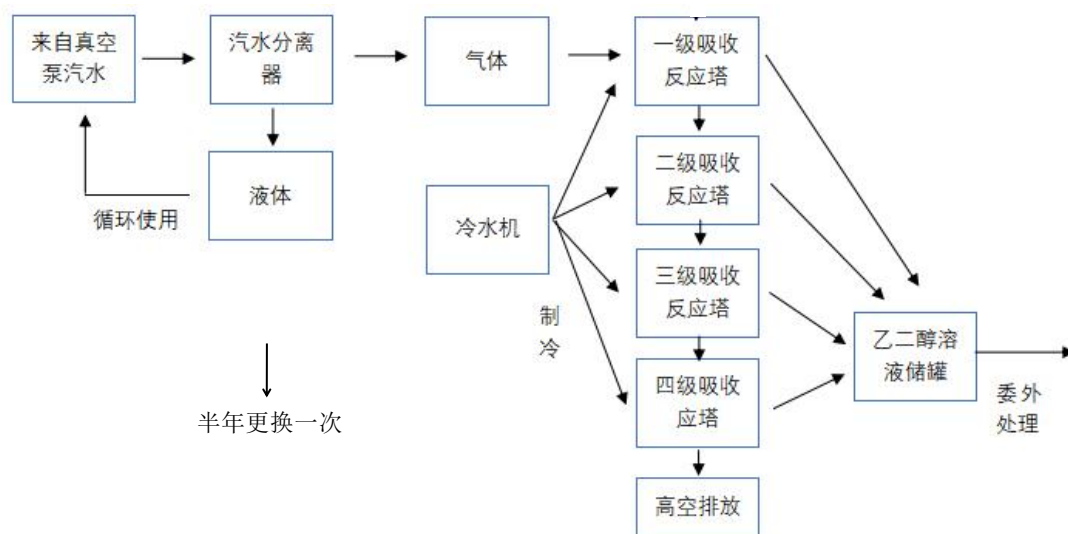 来自真空
泵汽水
汽水分离
器
气体
一级吸收
反应塔
二级吸收
反应塔
液体
循环使用
冷水机
三级吸收
反应塔
制
冷
乙二醇溶
液储罐
四级吸收
应塔
委外
处理
半年更换一次
高空排放